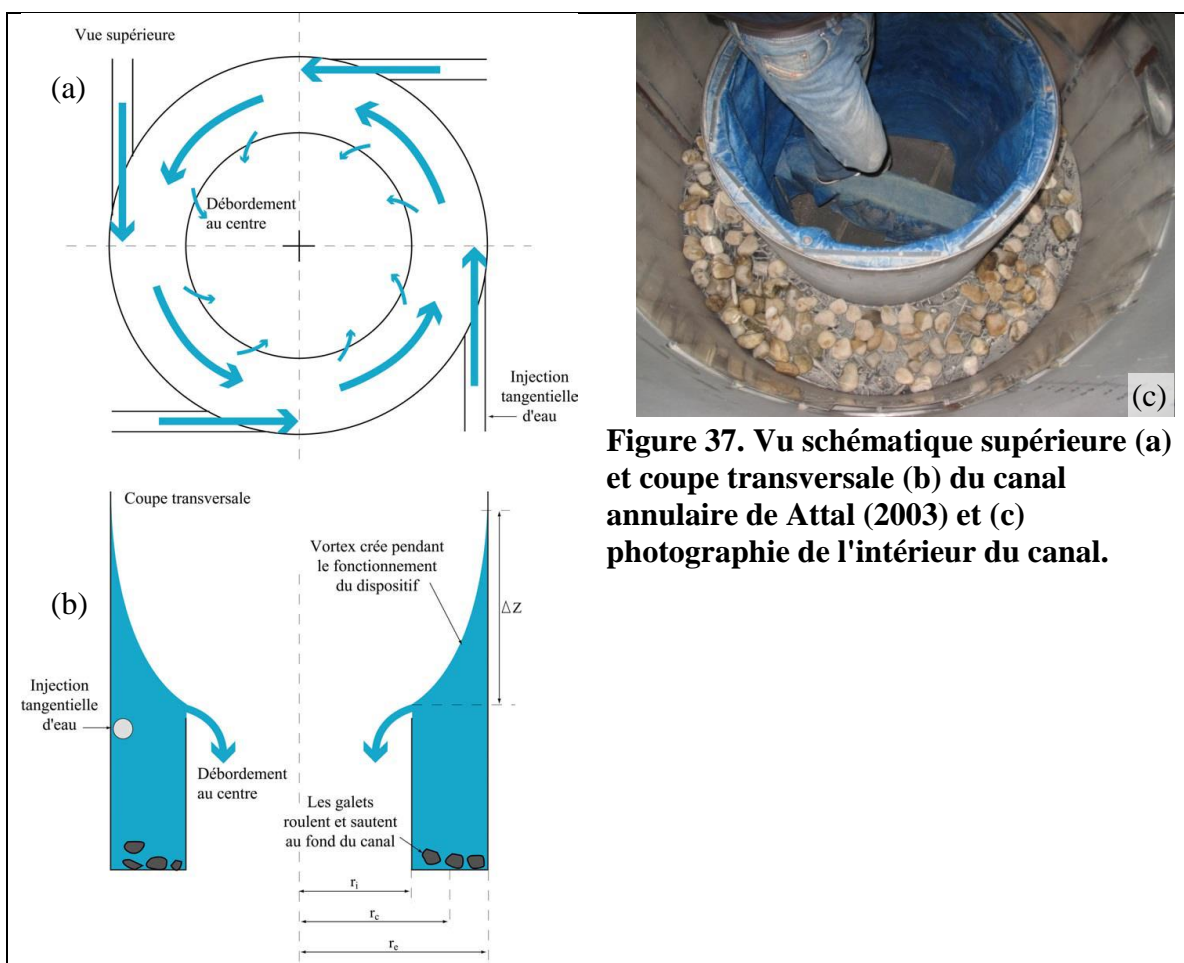 Vue supérieure
(a)
Débordement
au centre
Injection
tangentielle
d'eau
(c)
Figure 37. Vu schématique supérieure (a)
et coupe transversale (b) du canal
annulaire de Attal (2003) et (c)
photographie de l'intérieur du canal.
Coupe transversale
Vortex crée pendant
le fonctionnement
du dispositif
ΔZ
(b)
Injection
tangentielle
d'eau
Débordement
au centre
Les galets
roulent et sautent
au fond du canal
ri
rc
re